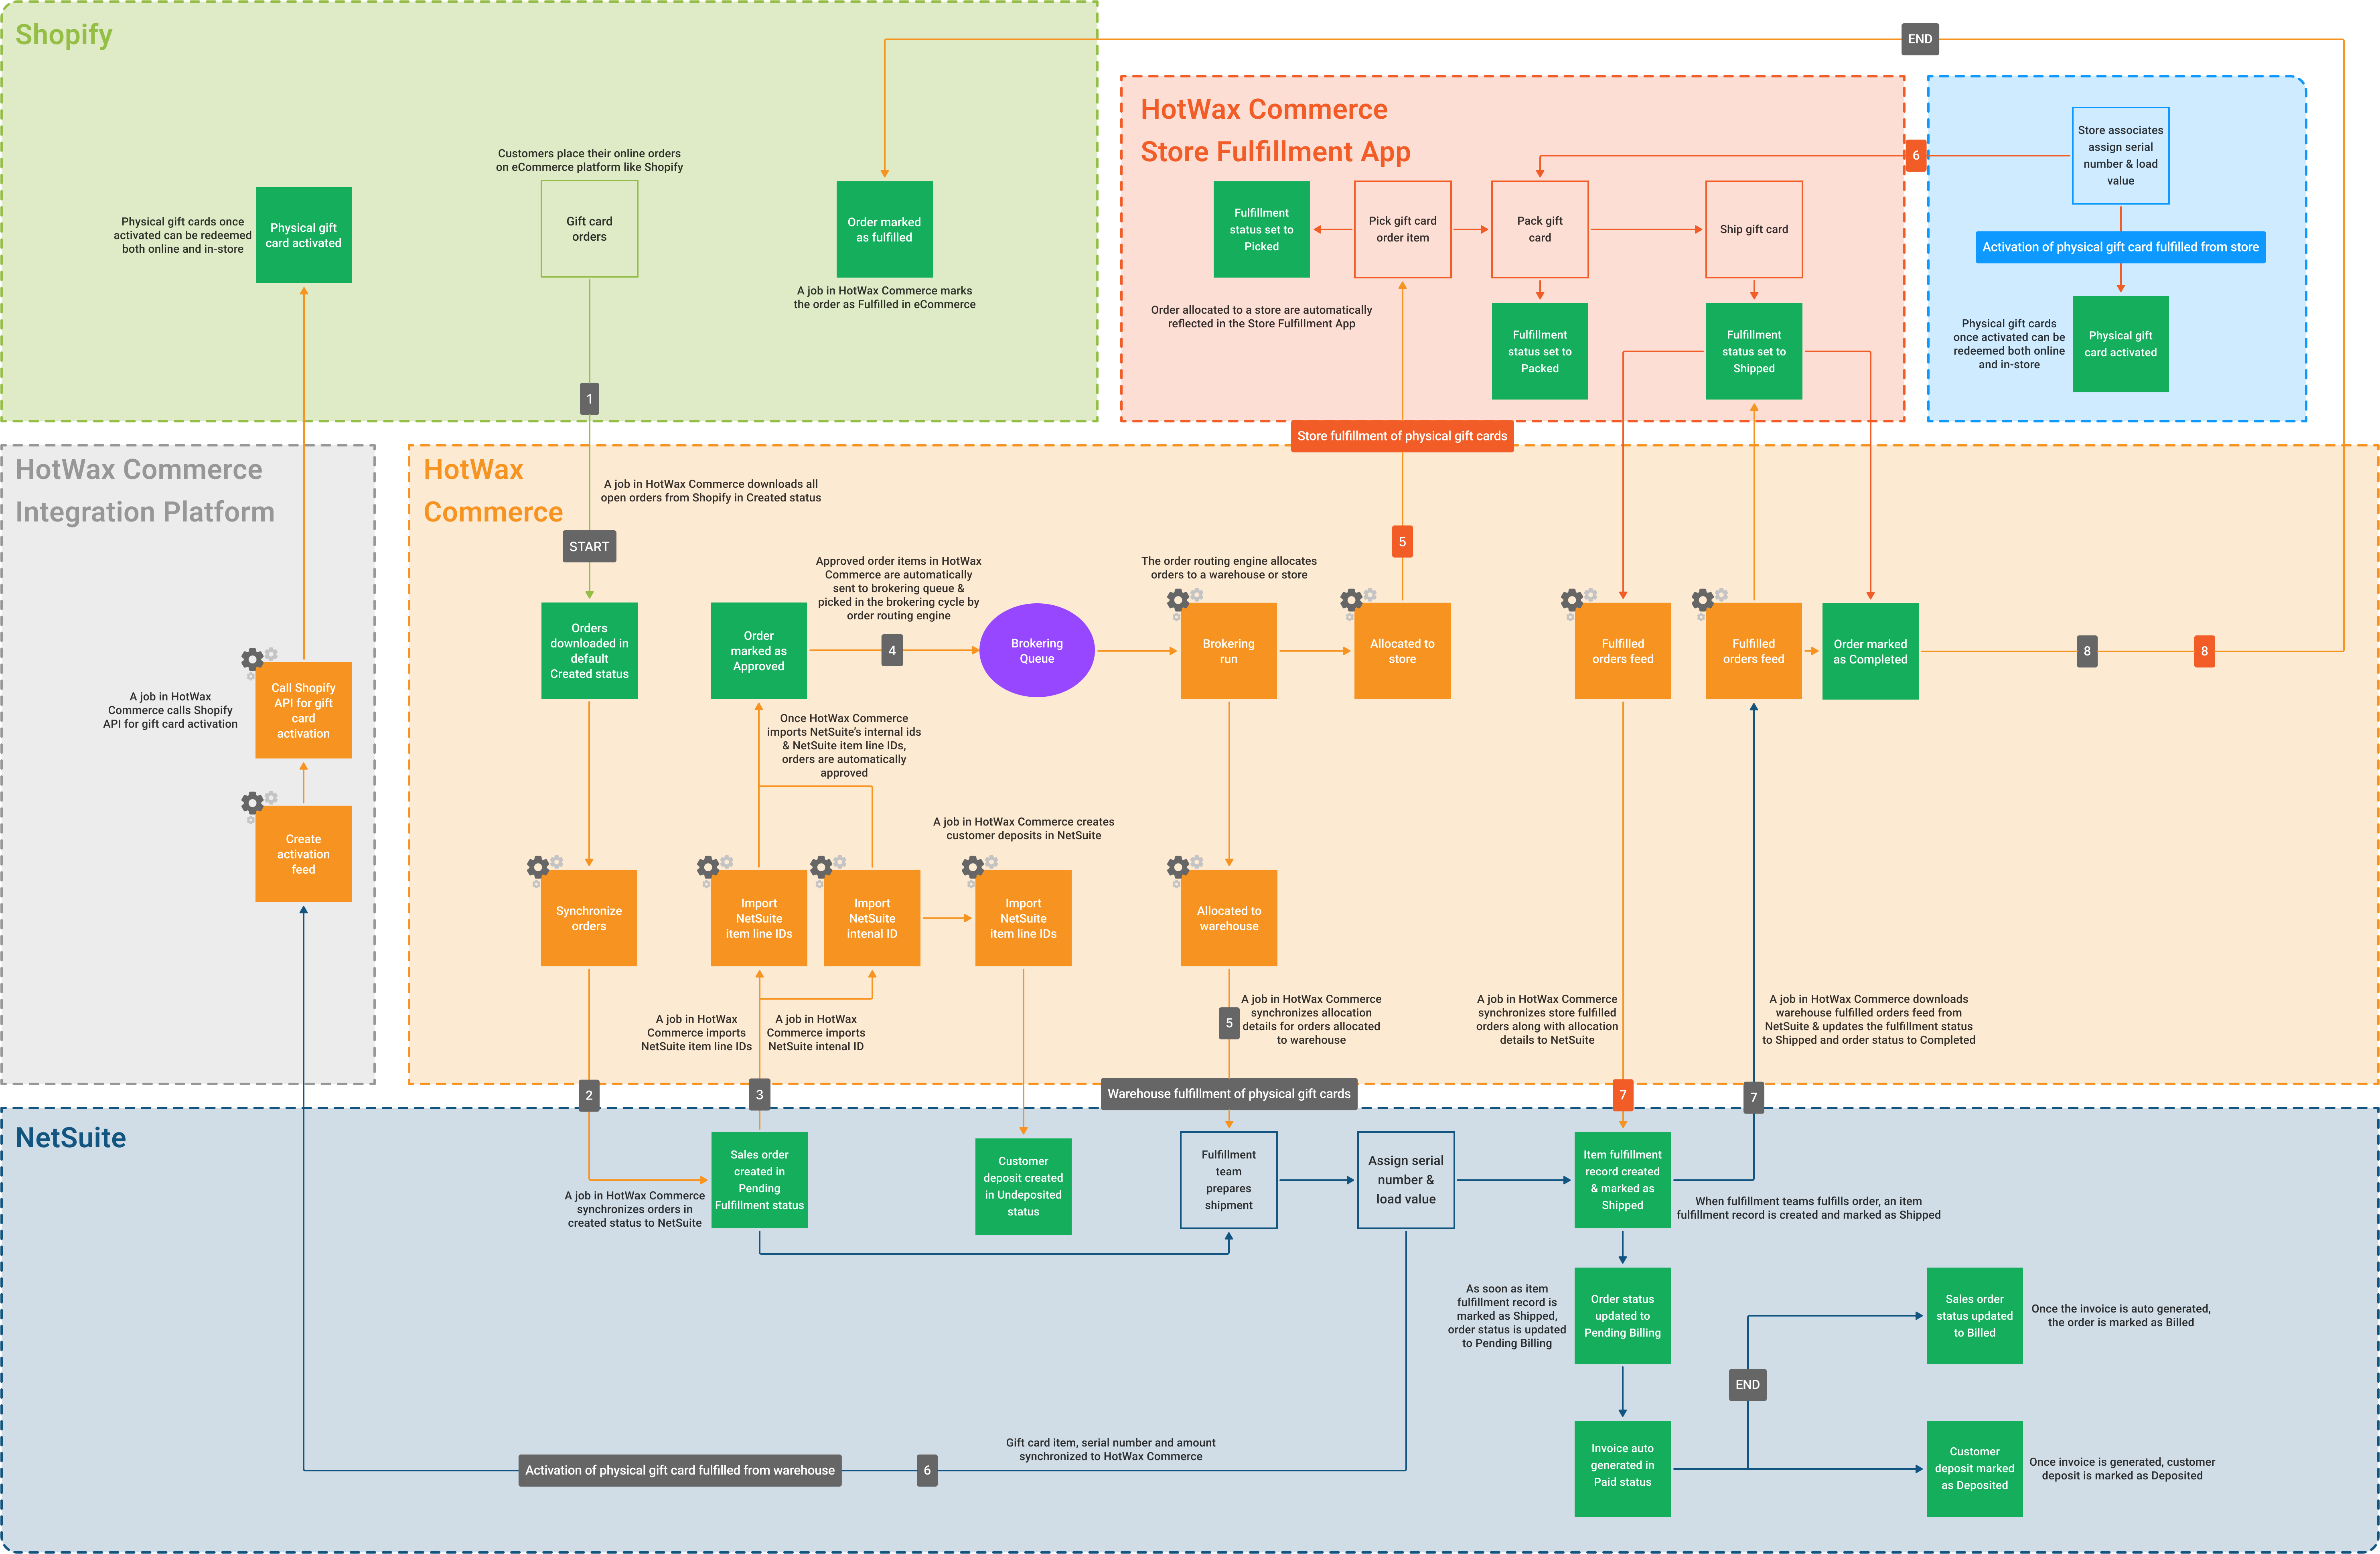 Shopify
END
HotWax Commerce
Store Fulfillment App
Customers place their online orders
on eCommerce platform like Shopify
Physical gift cards once
activated can be redeemed
both online and in-store
Physical gift
card activated
Gift card
orders
Order marked
as fulfilled
A job in HotWax Commerce marks
the order as Fulfilled in eCommerce
1
Fulfillment
status set to
Picked
Pick gift card
order item
Pack gift
card
Ship gift card
Order allocated to a store are automatically
reflected in the Store Fulfillment App
Fulfillment
status set to
Packed
Fulfillment
status set to
Shipped
6
Store associates
assign serial
number & load
value
Activation of physical gift card fulfilled from store
Physical gift cards
once activated can be
redeemed both online
and in-store
Physical gift
card activated
Store fulfillment of physical gift cards
HotWax Commerce
Integration Platform
A job in HotWax
Commerce calls Shopify
API for gift card activation
Call Shopify
API for gift
card
activation
Create
activation
feed
HotWax
Commerce
A job in HotWax Commerce downloads all
open orders from Shopify in Created status
START
5
Approved order items in HotWax
Commerce are automatically
sent to brokering queue &
picked in the brokering cycle by
order routing engine
The order routing engine allocates
orders to a warehouse or store
Orders
downloaded in
default
Created status
Order
marked as
Approved
4
Brokering
Queue
Brokering
run
Allocated to
store
Fulfilled
orders feed
Fulfilled
orders feed
Order marked
as Completed
8
8
Once HotWax Commerce
imports NetSuite's internal ids
& NetSuite item line IDs,
orders are automatically
approved
A job in HotWax Commerce creates
customer deposits in NetSuite
Synchronize
orders
Import
NetSuite
item line IDs
Import
NetSuite
intenal ID
Import
NetSuite
item line IDs
Allocated to
warehouse
A job in HotWax
Commerce imports
NetSuite item line IDs
A job in HotWax
Commerce imports
NetSuite intenal ID
5
A job in HotWax Commerce
synchronizes allocation
details for orders allocated
to warehouse
A job in HotWax Commerce
synchronizes store fulfilled
orders along with allocation
details to NetSuite
A job in HotWax Commerce downloads
warehouse fulfilled orders feed from
NetSuite & updates the fulfillment status
to Shipped and order status to Completed
2
3
Warehouse fulfillment of physical gift cards
7
7
NetSuite
A job in HotWax Commerce
synchronizes orders in
created status to NetSuite
Sales order
created in
Pending
Fulfillment status
Customer
deposit created
in Undeposited
status
Fulfillment
team
prepares
shipment
Assign serial
number &
load value
Item fulfillment
record created
& marked as
Shipped
When fulfillment teams fulfills order, an item
fulfillment record is created and marked as Shipped
As soon as item
fulfillment record is
marked as Shipped,
order status is updated
to Pending Billing
Order status
updated to
Pending Billing
Sales order
status updated
to Billed
Once the invoice is auto generated,
the order is marked as Billed
END
Gift card item, serial number and amount
synchronized to HotWax Commerce
Activation of physical gift card fulfilled from warehouse
6
Invoice auto
generated in
Paid status
Customer
deposit marked
as Deposited
Once invoice is generated, customer
deposit is marked as Deposited